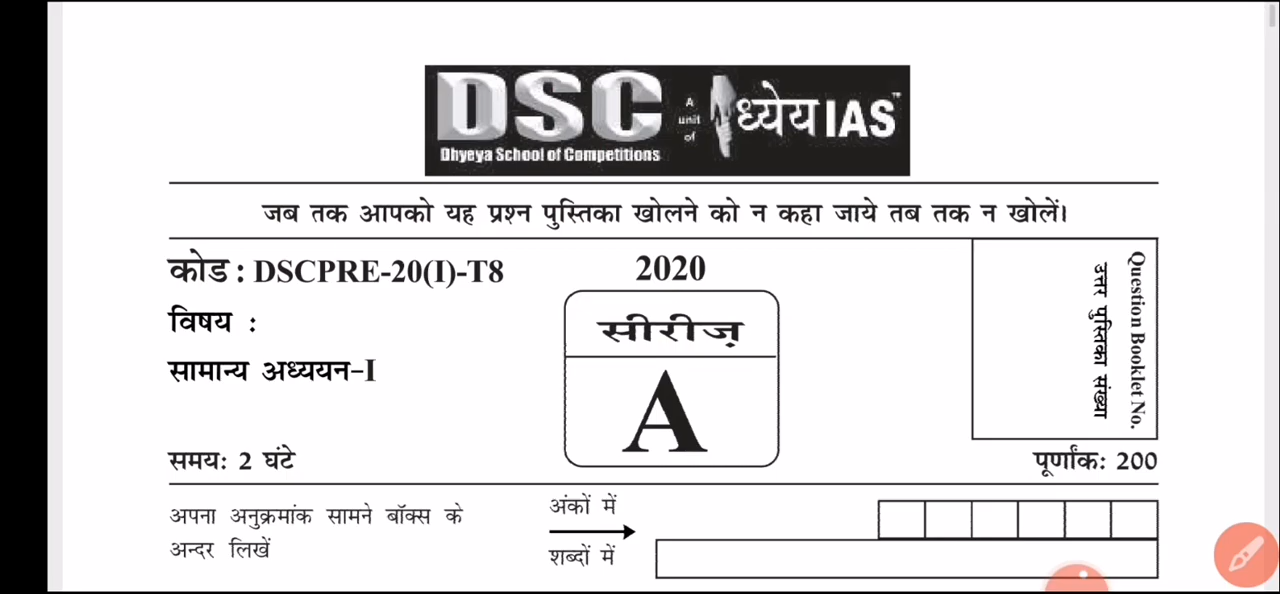 DSC A unit of ध्येय IAS™
Dhyeya School of Competitions
जब तक आपको यह प्रश्न पुस्तिका खोलने को न कहा जाये तब तक न खोलें।
कोड : DSCPRE-20(I)-T8
2020
विषय :
सामान्य अध्ययन-I
सीरीज़
A
Question Booklet No.
उत्तर पुस्तिका संख्या
समय: 2 घंटे
पूर्णांक: 200
अपना अनुक्रमांक सामने बॉक्स के
अन्दर लिखें
अंकों में
शब्दों में